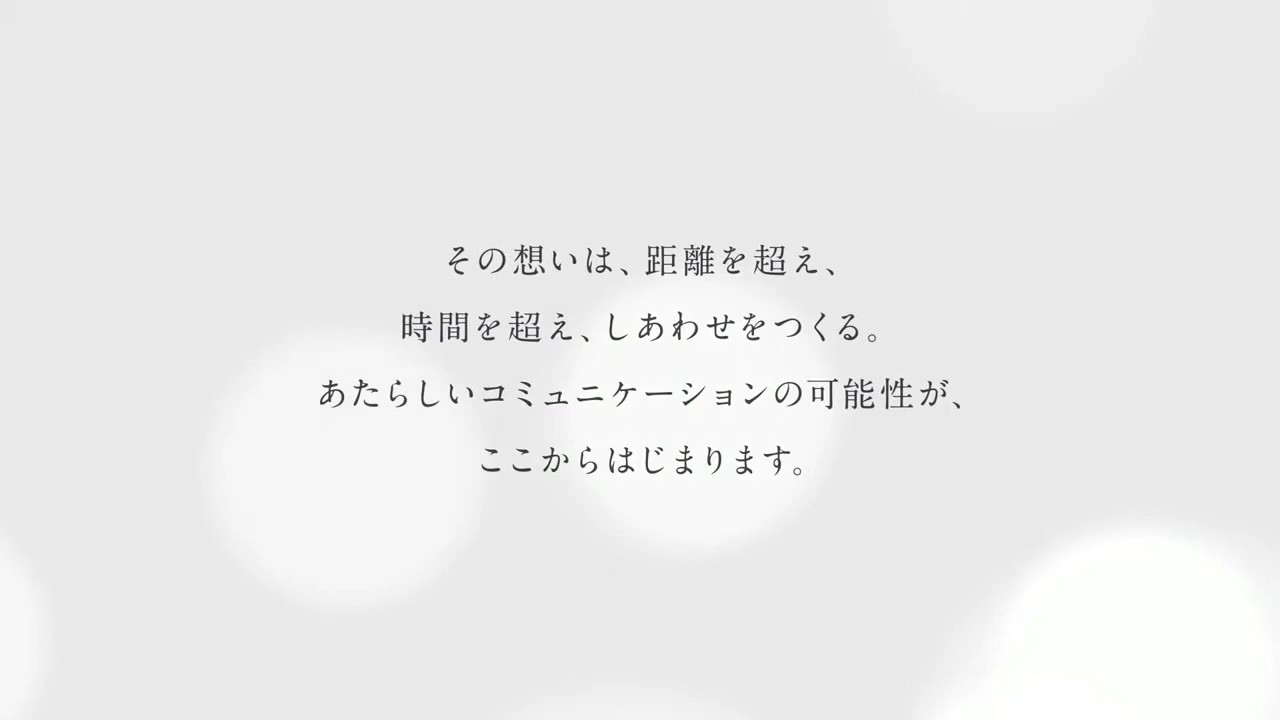 その想いは、距離を超え、
時間を超え、しあわせをつくる。
あたらしいコミュニケーションの可能性が、
ここからはじまります。